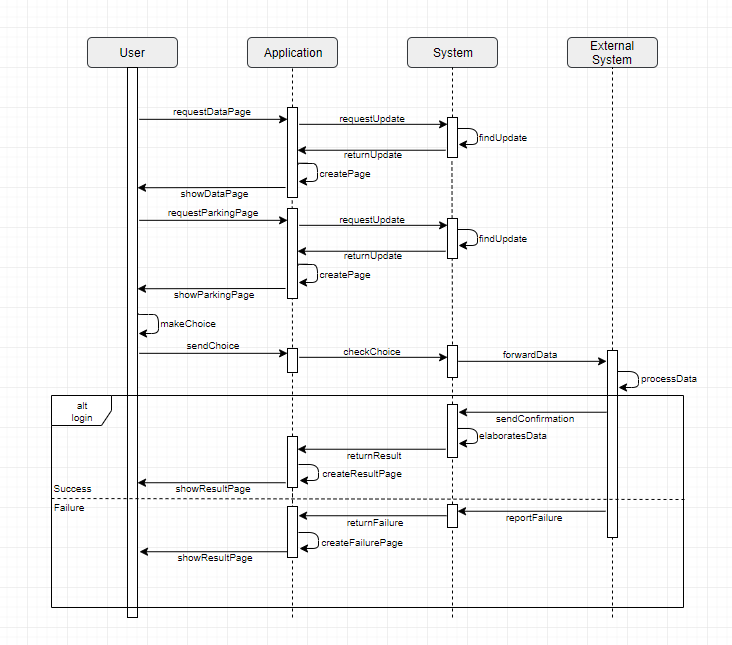 User
Application
System
External
System
requestDataPage
requestUpdate
findUpdate
returnUpdate
createPage
showDataPage
requestParkingPage
requestUpdate
findUpdate
returnUpdate
createPage
showParkingPage
makeChoice
sendChoice
checkChoice
forwardData
processData
alt
login
sendConfirmation
elaboratesData
returnResult
createResultPage
showResultPage
Success
Failure
reportFailure
returnFailure
createFailurePage
showResultPage